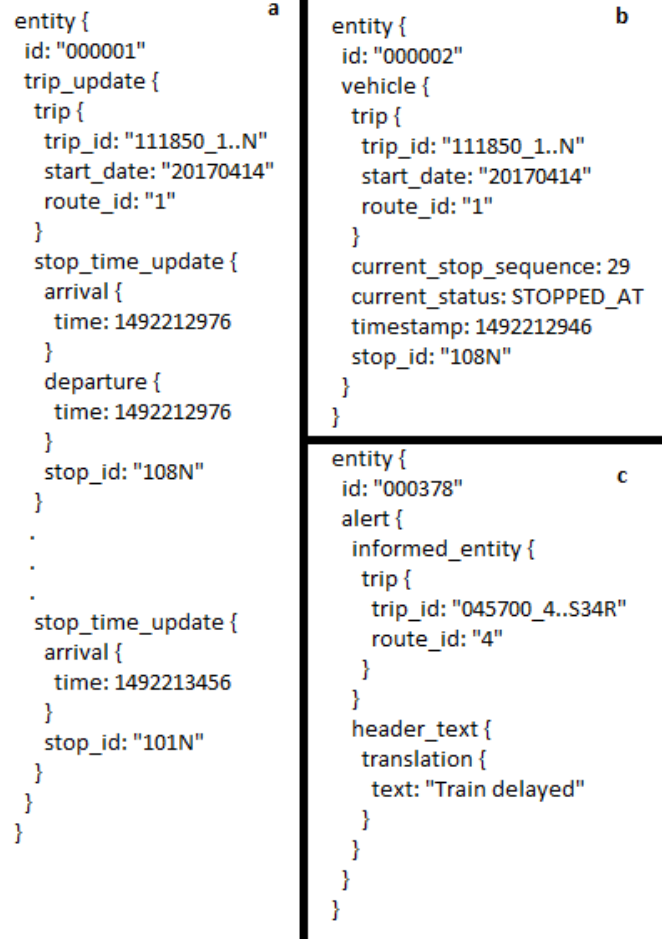 a
entity {
id: "000001"
trip_update {
trip {
trip_id: "111850_1..N"
start_date: "20170414"
route_id: "1"
}
stop_time_update {
arrival {
time: 1492212976
}
departure {
time: 1492212976
}
stop_id: "108N"
}
.
.
.
stop_time_update {
arrival {
time: 1492213456
}
stop_id: "101N"
}
}
}
b
entity {
id: "000002"
vehicle {
trip {
trip_id: "111850_1..N"
start_date: "20170414"
route_id: "1"
}
current_stop_sequence: 29
current_status: STOPPED_AT
timestamp: 1492212946
stop_id: "108N"
}
}
c
entity {
id: "000378"
alert {
informed_entity {
trip {
trip_id: "045700_4..S34R"
route_id: "4"
}
}
header_text {
translation {
text: "Train delayed"
}
}
}
}